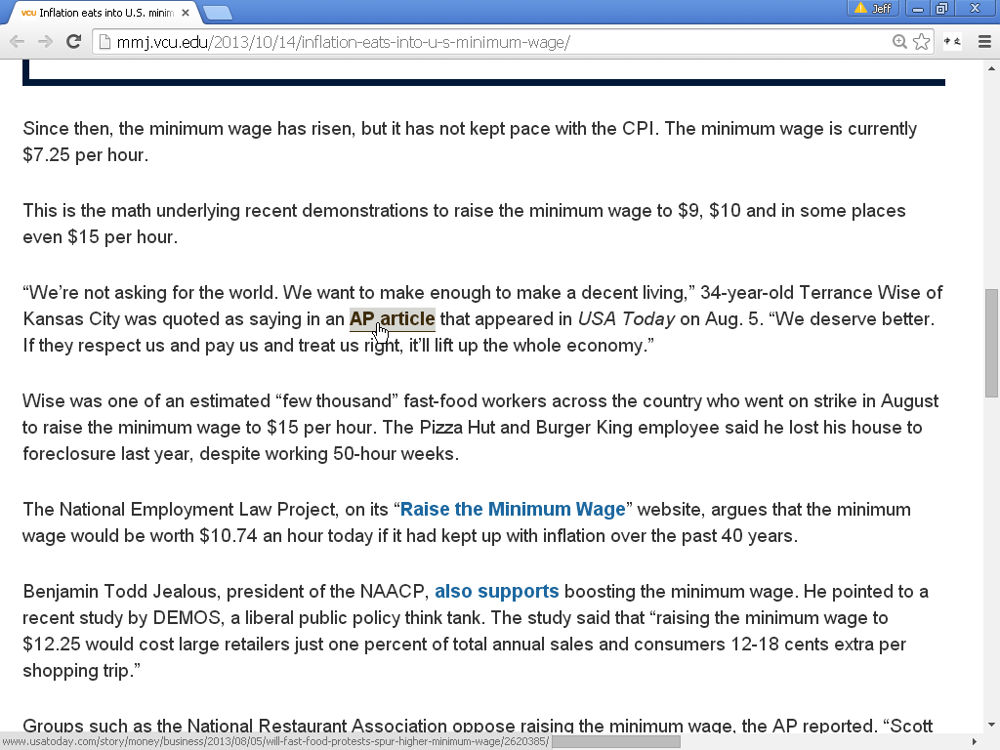 vcu Inflation eats into U.S. minim
Jeff
mmj.vcu.edu/2013/10/14/inflation-eats-into-u-s-minimum-wage/
Since then, the minimum wage has risen, but it has not kept pace with the CPI. The minimum wage is currently
$7.25 per hour.
This is the math underlying recent demonstrations to raise the minimum wage to $9, $10 and in some places
even $15 per hour.
“We’re not asking for the world. We want to make enough to make a decent living,” 34-year-old Terrance Wise of
Kansas City was quoted as saying in an AP article that appeared in USA Today on Aug. 5. “We deserve better.
If they respect us and pay us and treat us right, it’ll lift up the whole economy.”
Wise was one of an estimated “few thousand” fast-food workers across the country who went on strike in August
to raise the minimum wage to $15 per hour. The Pizza Hut and Burger King employee said he lost his house to
foreclosure last year, despite working 50-hour weeks.
The National Employment Law Project, on its “Raise the Minimum Wage” website, argues that the minimum
wage would be worth $10.74 an hour today if it had kept up with inflation over the past 40 years.
Benjamin Todd Jealous, president of the NAACP, also supports boosting the minimum wage. He pointed to a
recent study by DEMOS, a liberal public policy think tank. The study said that “raising the minimum wage to
$12.25 would cost large retailers just one percent of total annual sales and consumers 12-18 cents extra per
shopping trip.”
Groups such as the National Restaurant Association oppose raising the minimum wage, the AP reported. “Scott
www.usatoday.com/story/money/business/2013/08/05/will-fast-food-protests-spur-higher-minimum-wage/2620385/